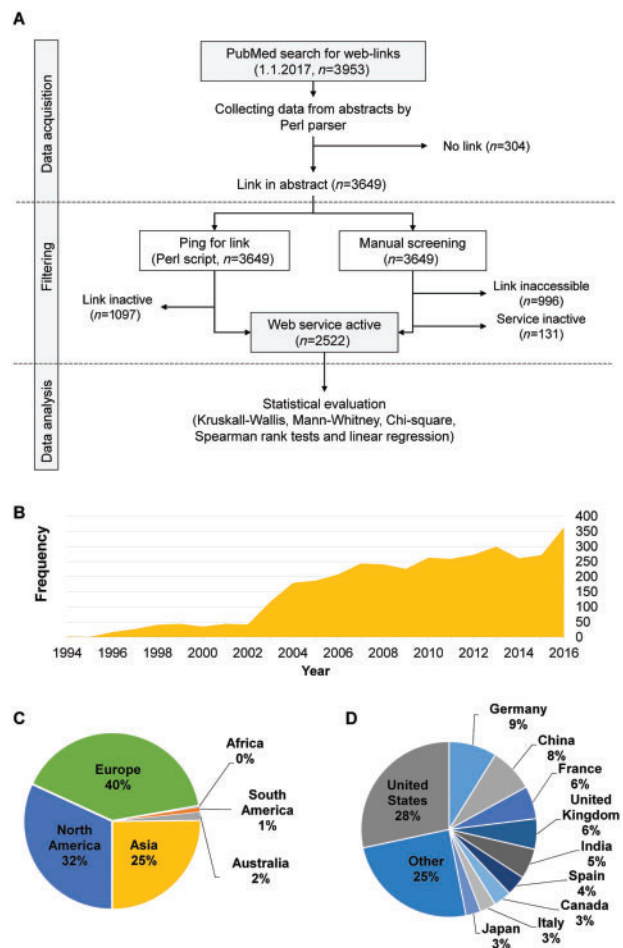 A
Data acquisition
PubMed search for web-links
(1.1.2017, n=3953)
Collecting data from abstracts by
Perl parser
No link (n=304)
Link in abstract (n=3649)
Filtering
Ping for link
(Perl script, n=3649)
Manual screening
(n=3649)
Link inactive
(n=1097)
Link inaccessible
(n=996)
Service inactive
(n=131)
Web service active
(n=2522)
Data analysis
Statistical evaluation
(Kruskall-Wallis, Mann-Whitney, Chi-square,
Spearman rank tests and linear regression)
B
Frequency
400
350
300
250
200
150
100
50
0
1994 1996 1998 2000 2002 2004 2006 2008 2010 2012 2014 2016
Year
C
Europe
40%
Africa
0%
South
America
1%
Australia
2%
Asia
25%
North
America
32%
D
Germany
9%
China
8%
France
6%
United
Kingdom
6%
India
5%
Spain
4%
Canada
3%
Italy
3%
Japan
3%
Other
25%
United
States
28%